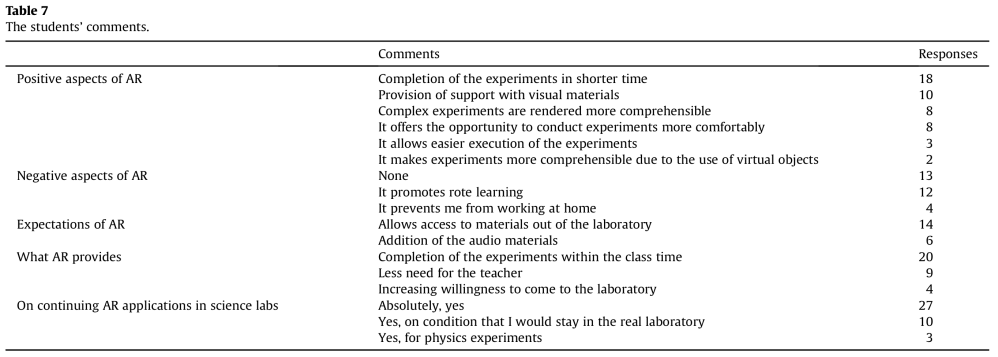 Table 7
The students' comments.
Comments Responses
Positive aspects of AR Completion of the experiments in shorter time 18
Provision of support with visual materials 10
Complex experiments are rendered more comprehensible 8
It offers the opportunity to conduct experiments more comfortably 8
It allows easier execution of the experiments 3
It makes experiments more comprehensible due to the use of virtual objects 2
Negative aspects of AR None 13
It promotes rote learning 12
It prevents me from working at home 4
Expectations of AR Allows access to materials out of the laboratory 14
Addition of the audio materials 6
What AR provides Completion of the experiments within the class time 20
Less need for the teacher 9
Increasing willingness to come to the laboratory 4
On continuing AR applications in science labs Absolutely, yes 27
Yes, on condition that I would stay in the real laboratory 10
Yes, for physics experiments 3